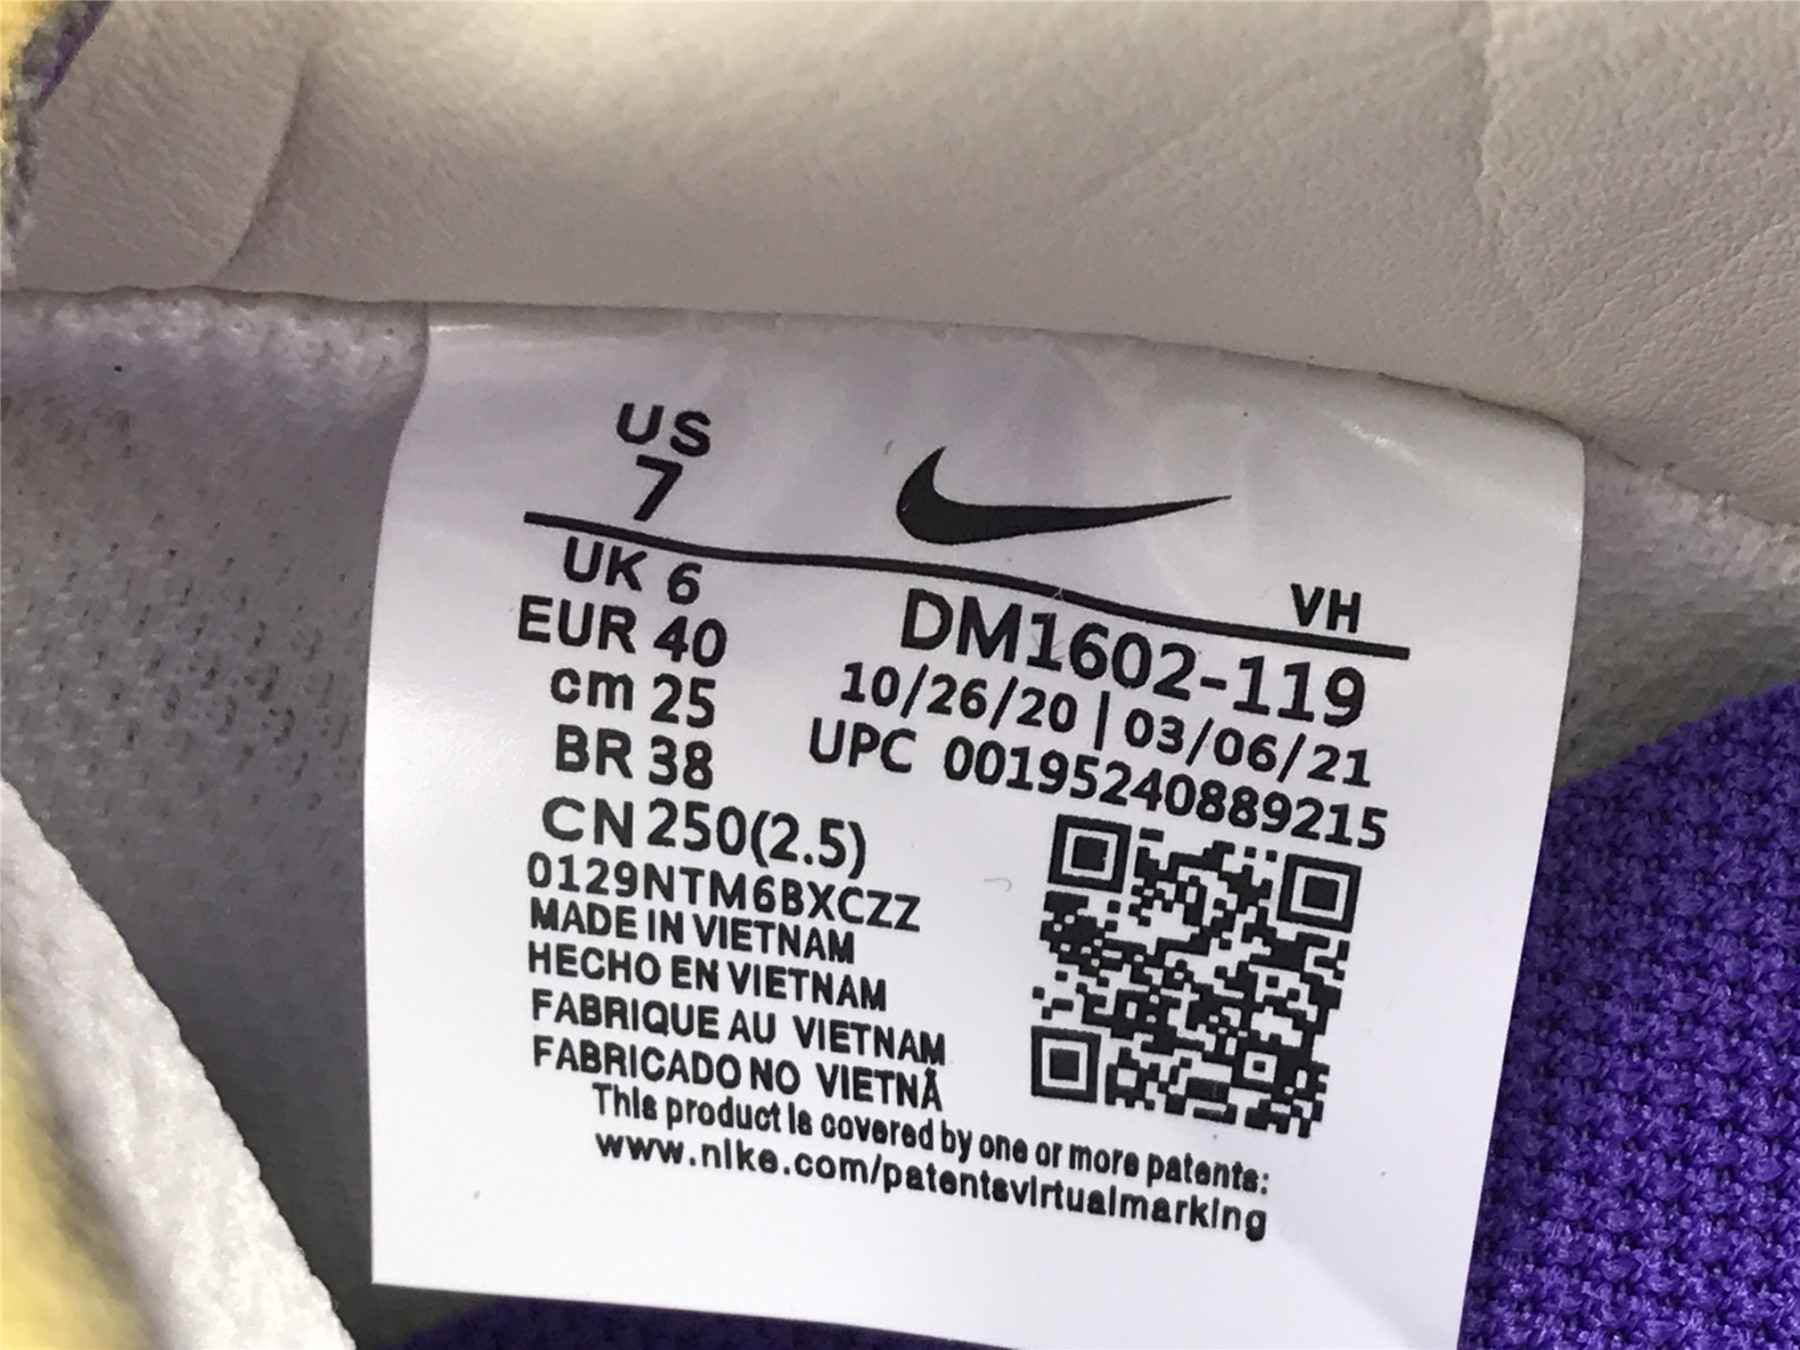 US
7
VH
UK 6
EUR 40
cm 25
BR 38
CN 250(2.5)
DM1602-119
10/26/20 | 03/06/21
UPC 00195240889215
0129NTM6BXCZZ
MADE IN VIETNAM
HECHO EN VIETNAM
FABRIQUE AU VIETNAM
FABRICADO NO VIETNÃ
This product is covered by one or more patents:
www.nike.com/patentsvirtualmarking